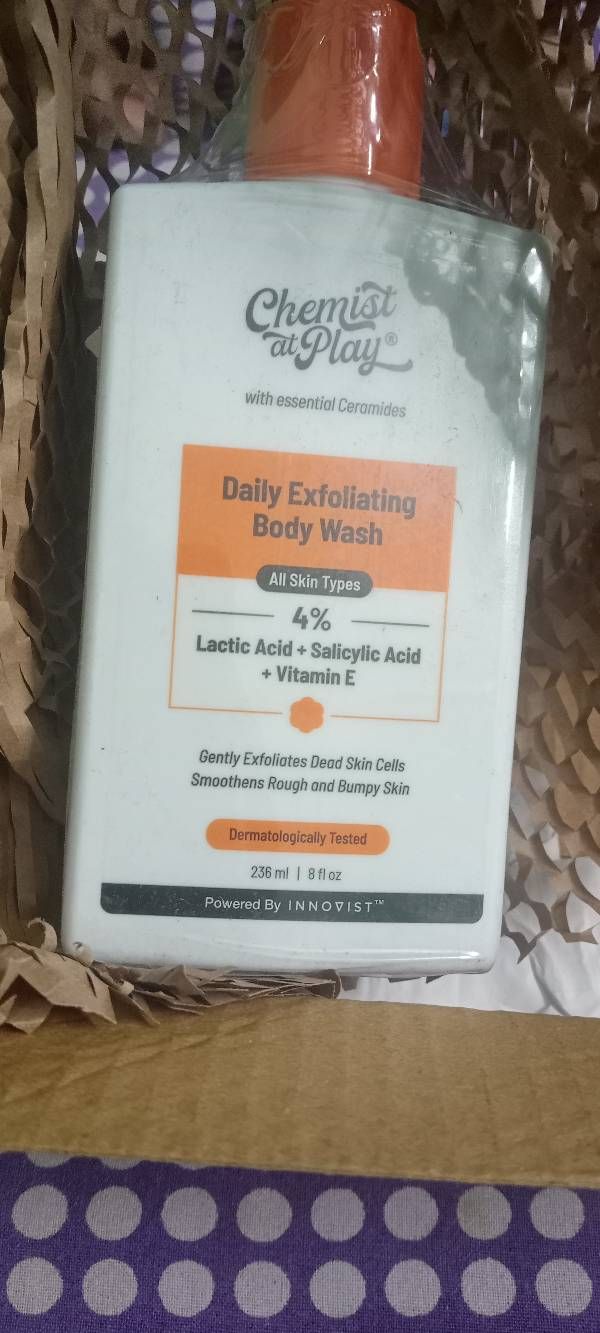 Chemist
at Play®
with essential Ceramides
Daily Exfoliating
Body Wash
All Skin Types
4%
Lactic Acid + Salicylic Acid
+ Vitamin E
Gently Exfoliates Dead Skin Cells
Smoothens Rough and Bumpy Skin
Dermatologically Tested
236 ml | 8 fl oz
Powered By INNOVIST™